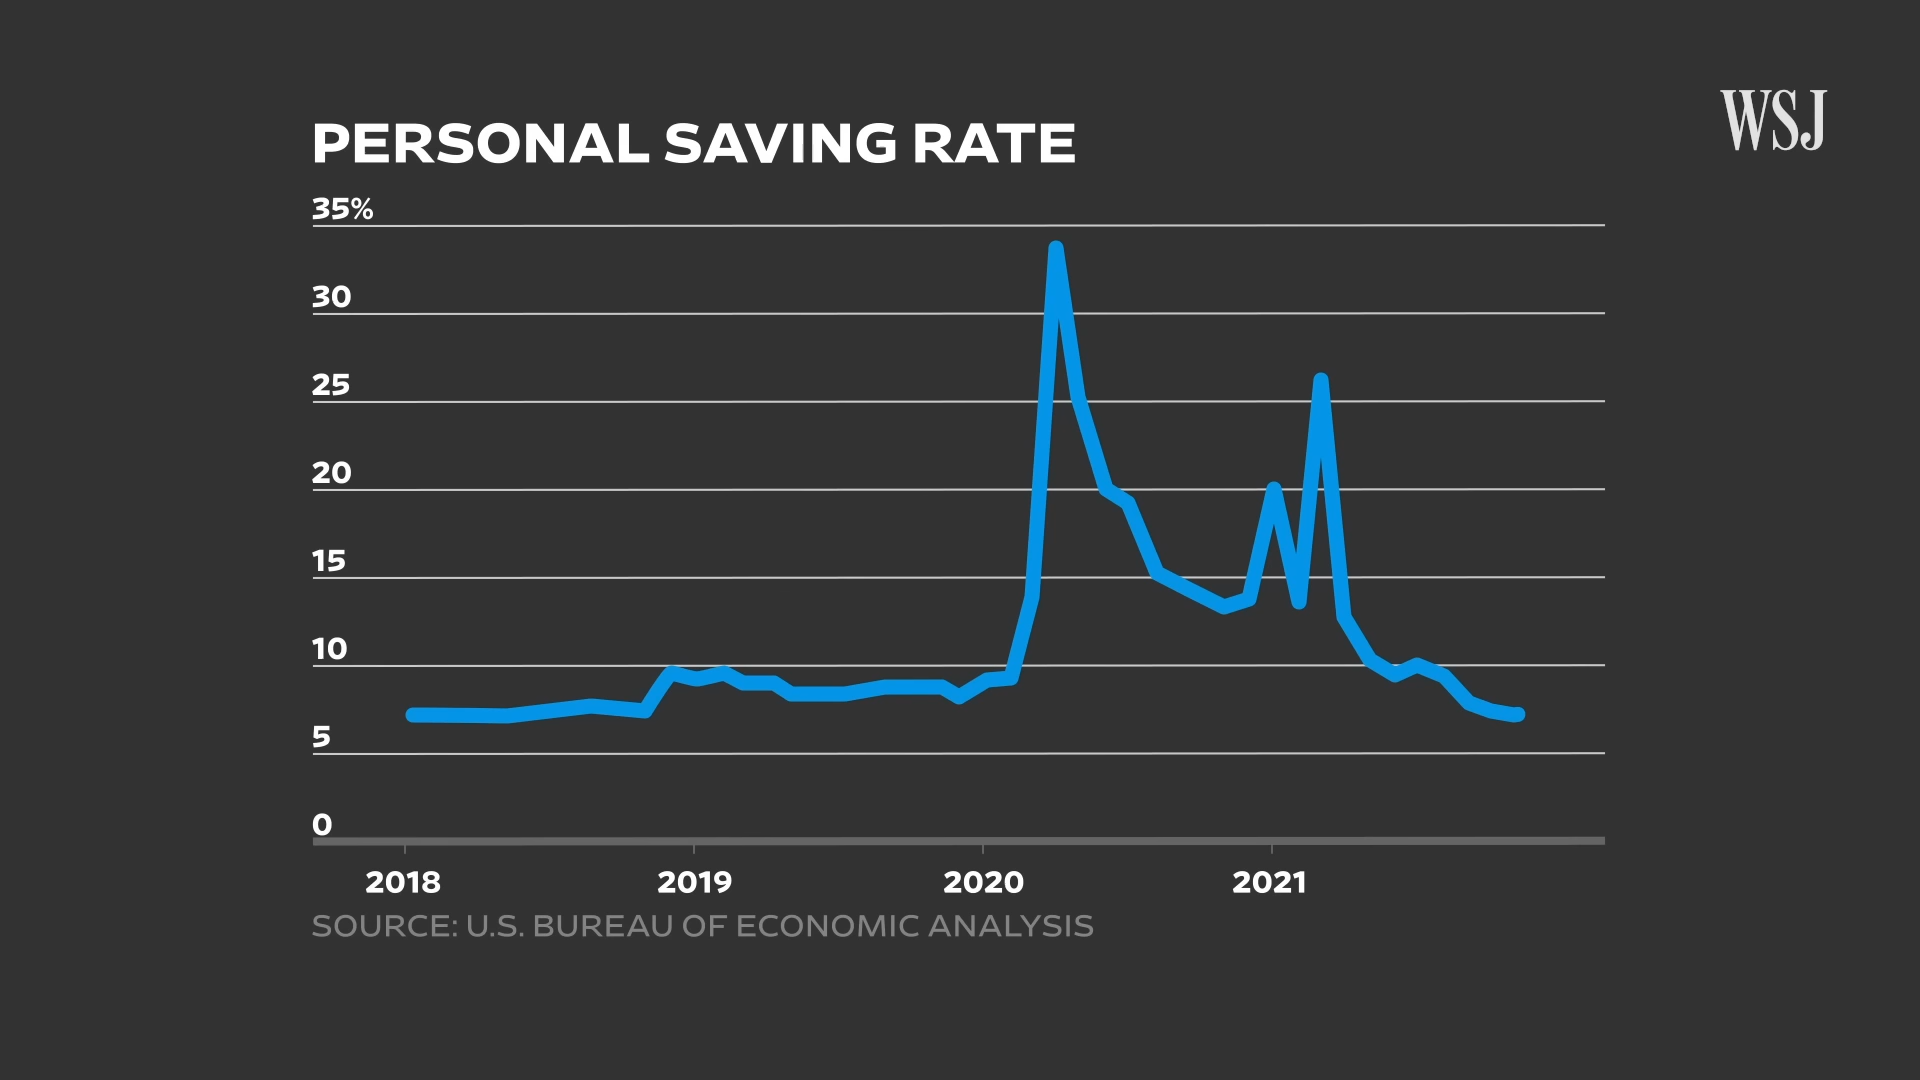 WSJ
PERSONAL SAVING RATE
35%
30
25
20
15
10
5
0
2018 2019 2020 2021
SOURCE: U.S. BUREAU OF ECONOMIC ANALYSIS